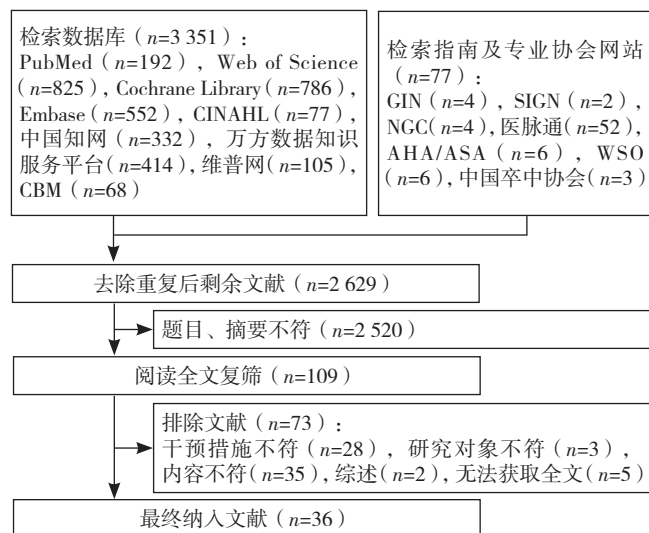 检索数据库（n=3 351）：
PubMed（n=192），Web of Science
（n=825），Cochrane Library（n=786），
Embase（n=552），CINAHL（n=77），
中国知网（n=332），万方数据知识
服务平台（n=414），维普网（n=105），
CBM（n=68）
检索指南及专业协会网站
（n=77）：
GIN（n=4），SIGN（n=2），
NGC（n=4），医脉通（n=52），
AHA/ASA（n=6），WSO
（n=6），中国卒中协会（n=3）
去除重复后剩余文献（n=2 629）
题目、摘要不符（n=2 520）
阅读全文复筛（n=109）
排除文献（n=73）：
干预措施不符（n=28），研究对象不符（n=3），
内容不符（n=35），综述（n=2），无法获取全文（n=5）
最终纳入文献（n=36）